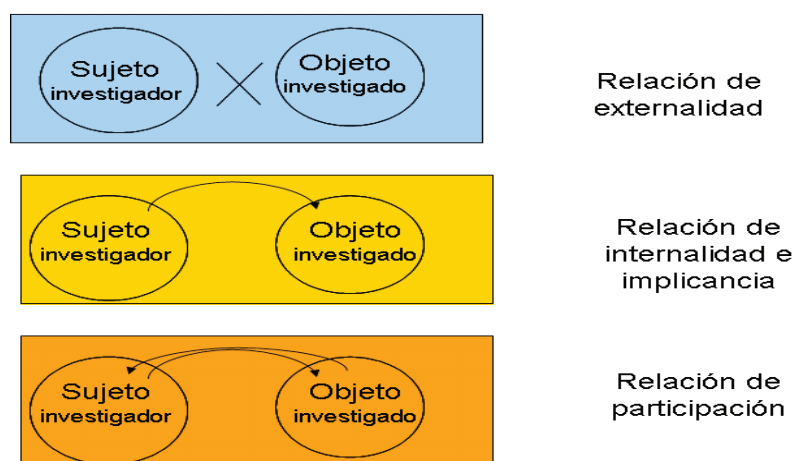 Sujeto
investigador
Objeto
investigado
Relación de
externalidad
Sujeto
investigador
Objeto
investigado
Relación de
internalidad e
implicancia
Sujeto
investigador
Objeto
investigado
Relación de
participación